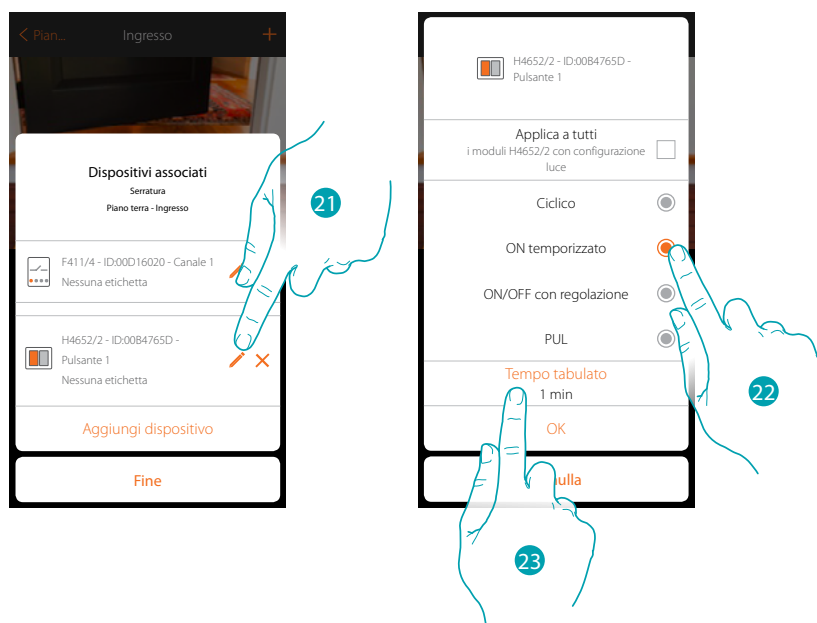 Pian...
Ingresso
+
Dispositivi associati
Serratura
Piano terra - Ingresso
F411/4 - ID:00D16020 - Canale 1
Nessuna etichetta
H4652/2 - ID:00B4765D -
Pulsante 1
Nessuna etichetta
Aggiungi dispositivo
Fine
21
H4652/2 - ID:00B4765D -
Pulsante 1
Applica a tutti
i moduli H4652/2 con configurazione
luce
Ciclico
ON temporizzato
ON/OFF con regolazione
PUL
Tempo tabulato
1 min
OK
ulla
22
23